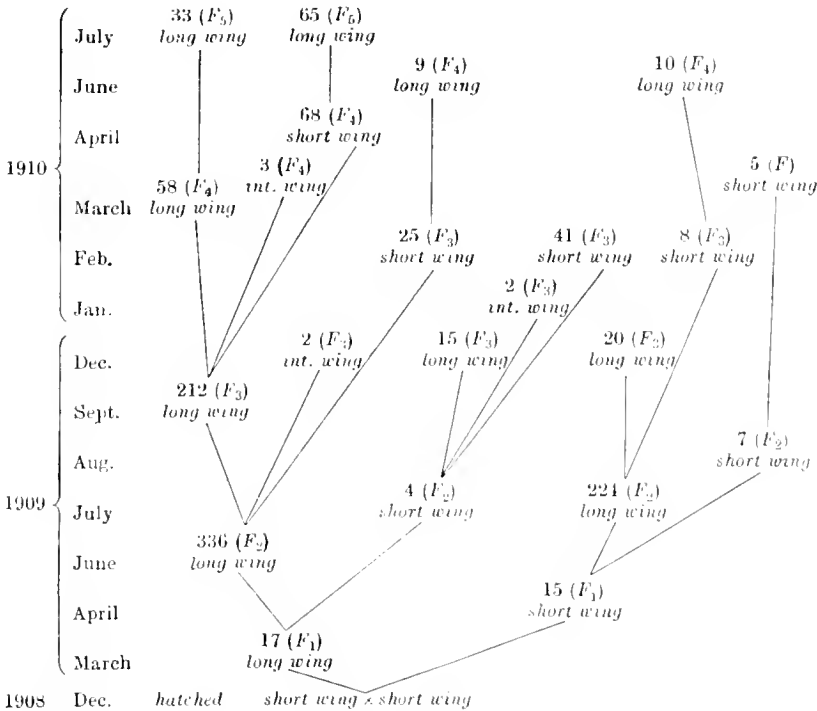 33 (F₅) 65 (F₅)
July long wing long wing
9 (F₄) 10 (F₄)
June long wing long wing
68 (F₄)
April short wing
1910 3 (F₄) 5 (F)
58 (F₄) int. wing short wing
March long wing
25 (F₃) 41 (F₃) 8 (F₃)
Feb. short wing short wing short wing
2 (F₃)
Jan. int. wing
2 (F₃) 15 (F₃) 20 (F₃)
Dec. int. wing long wing long wing
212 (F₃)
Sept. long wing
7 (F₂)
Aug. short wing
1909 4 (F₂) 224 (F₂)
July short wing long wing
336 (F₂)
June long wing
15 (F₁)
April short wing
17 (F₁)
March long wing
1908 Dec. hatched short wing × short wing